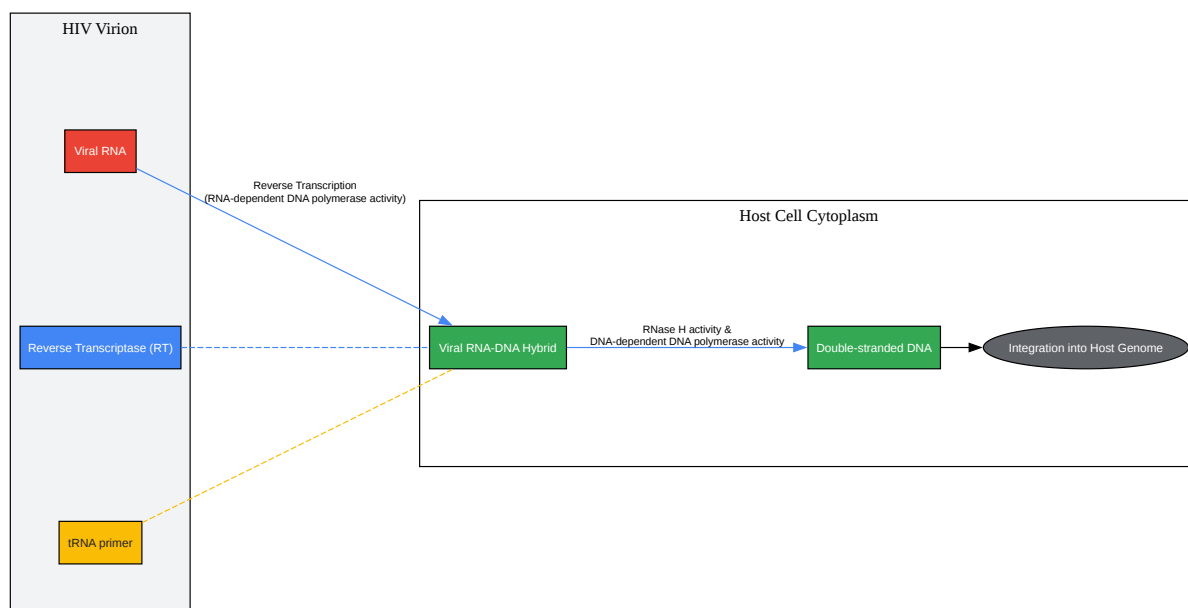 HIV Virion
Viral RNA
Reverse Transcription
(RNA-dependent DNA polymerase activity)
Host Cell Cytoplasm
Reverse Transcriptase (RT)
Viral RNA-DNA Hybrid
RNase H activity &
DNA-dependent DNA polymerase activity
Double-stranded DNA
Integration into Host Genome
tRNA primer